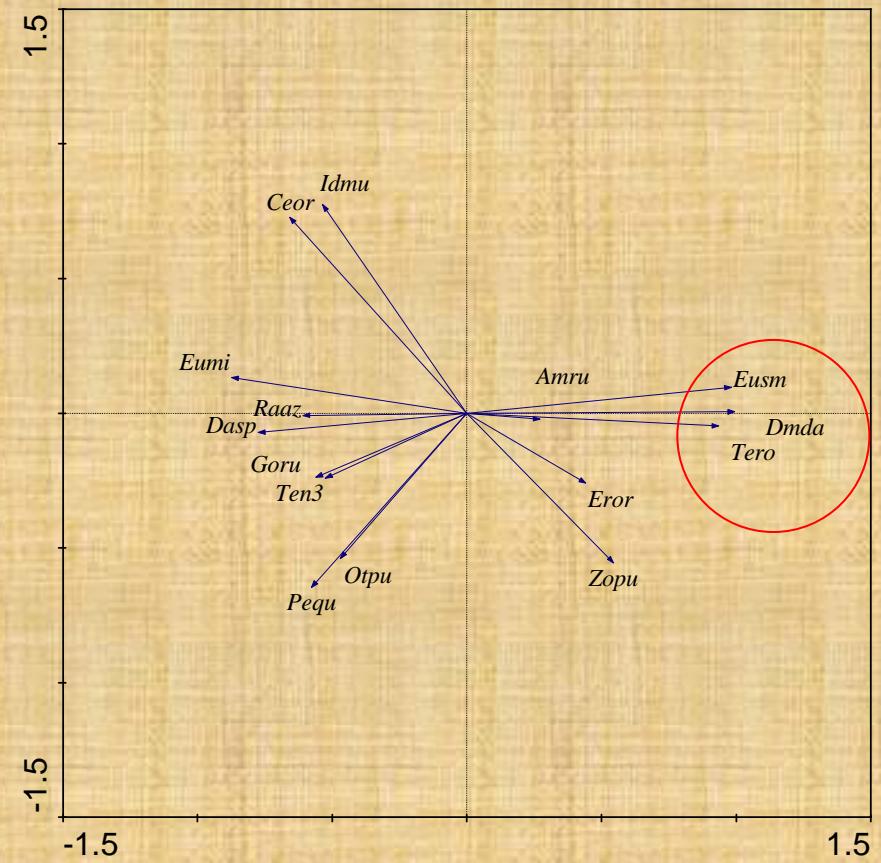 1.5
Idmu
Ceor
Eumi
Amru
Eusm
Raaz
Dasp
Dmda
Tero
Goru
Ten3
Eror
Otpu
Zopu
Pequ
-1.5
-1.5
1.5